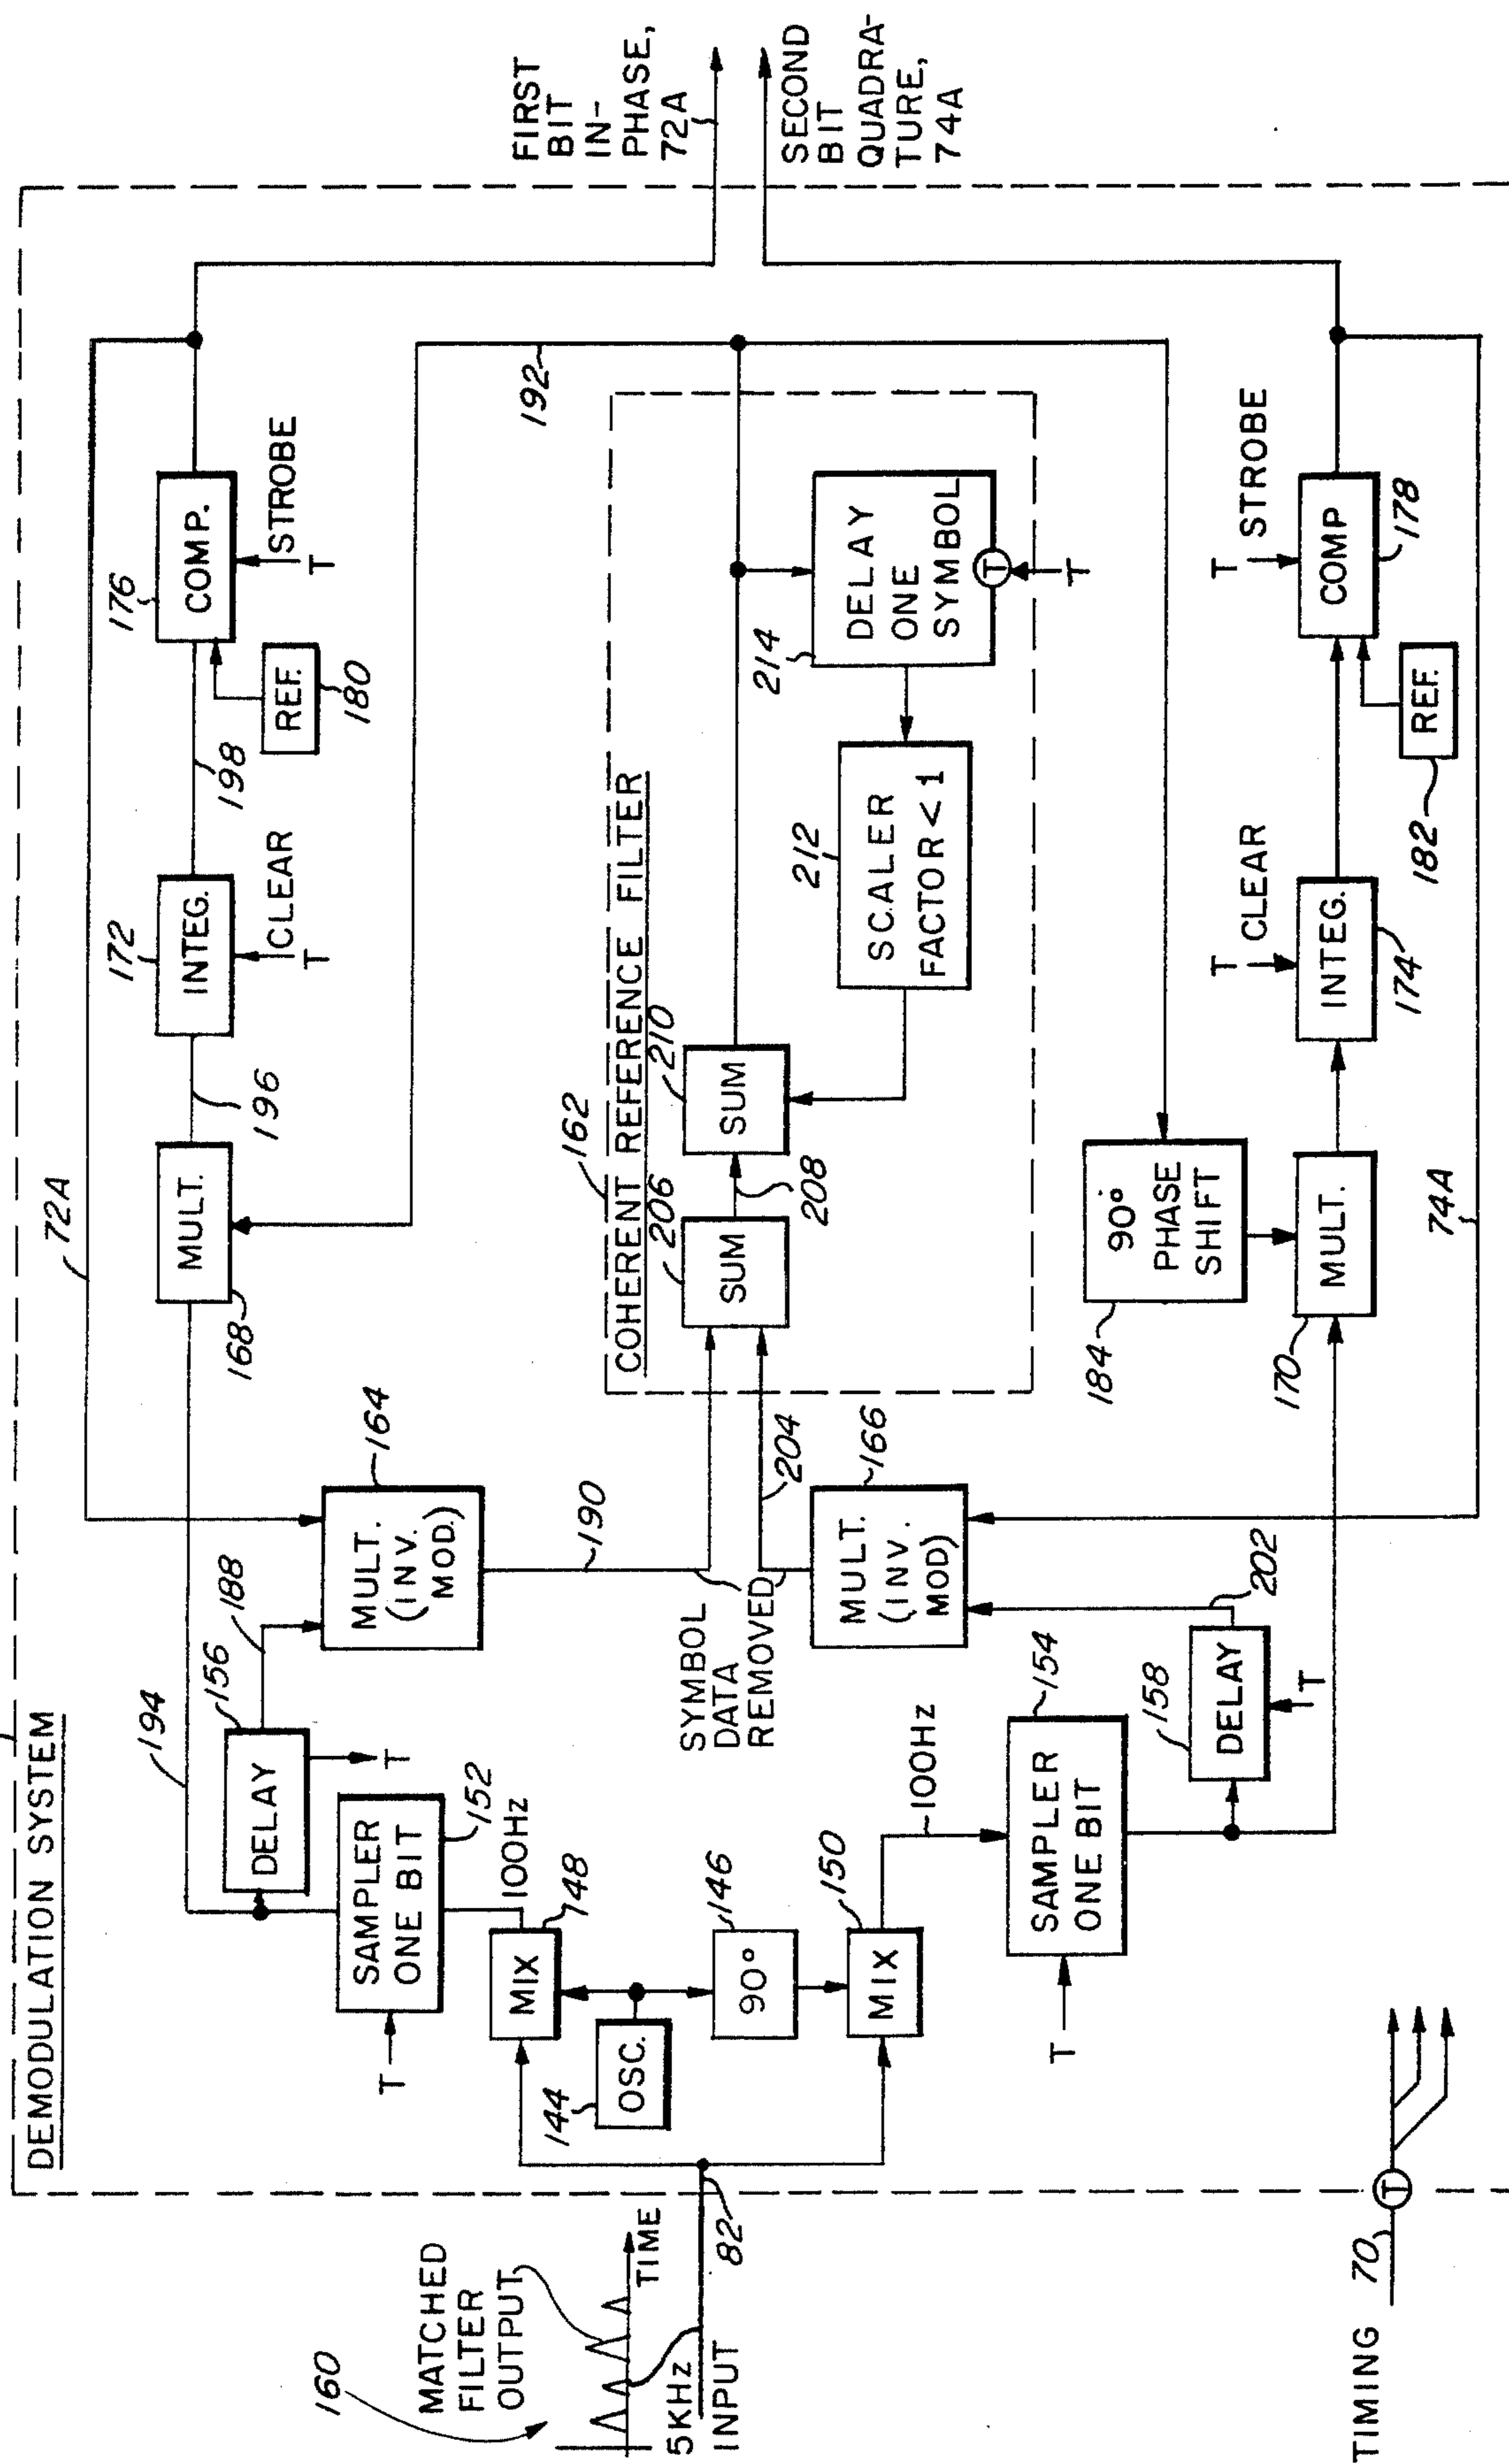 DEMODULATION SYSTEM
72A
194
156
188
DELAY
T
SAMPLER
ONE BIT
152
T
100HZ
MIX
148
OSC.
144
90°
146
MIX
150
100HZ
SAMPLER
ONE BIT
154
T
158
DELAY
T
202
MULT.
(INV.
MOD.)
164
190
SYMBOL
DATA
REMOVED
204
MULT.
(INV.
MOD)
166
MULT.
168
196
172
INTEG.
CLEAR
T
198
176
COMP.
STROBE
T
REF.
180
192
162
COHERENT REFERENCE FILTER
206
SUM
208
210
SUM
212
SCALER
FACTOR < 1
214
DELAY
ONE
SYMBOL
T
T
184
90°
PHASE
SHIFT
170
MULT.
T
CLEAR
INTEG.
174
T
STROBE
COMP
178
REF.
182
74A
FIRST
BIT
IN-
PHASE,
72A
SECOND
BIT
QUADRA-
TURE,
74A
160
MATCHED
FILTER
OUTPUT
TIME
5KHZ
INPUT
82
TIMING
70
T